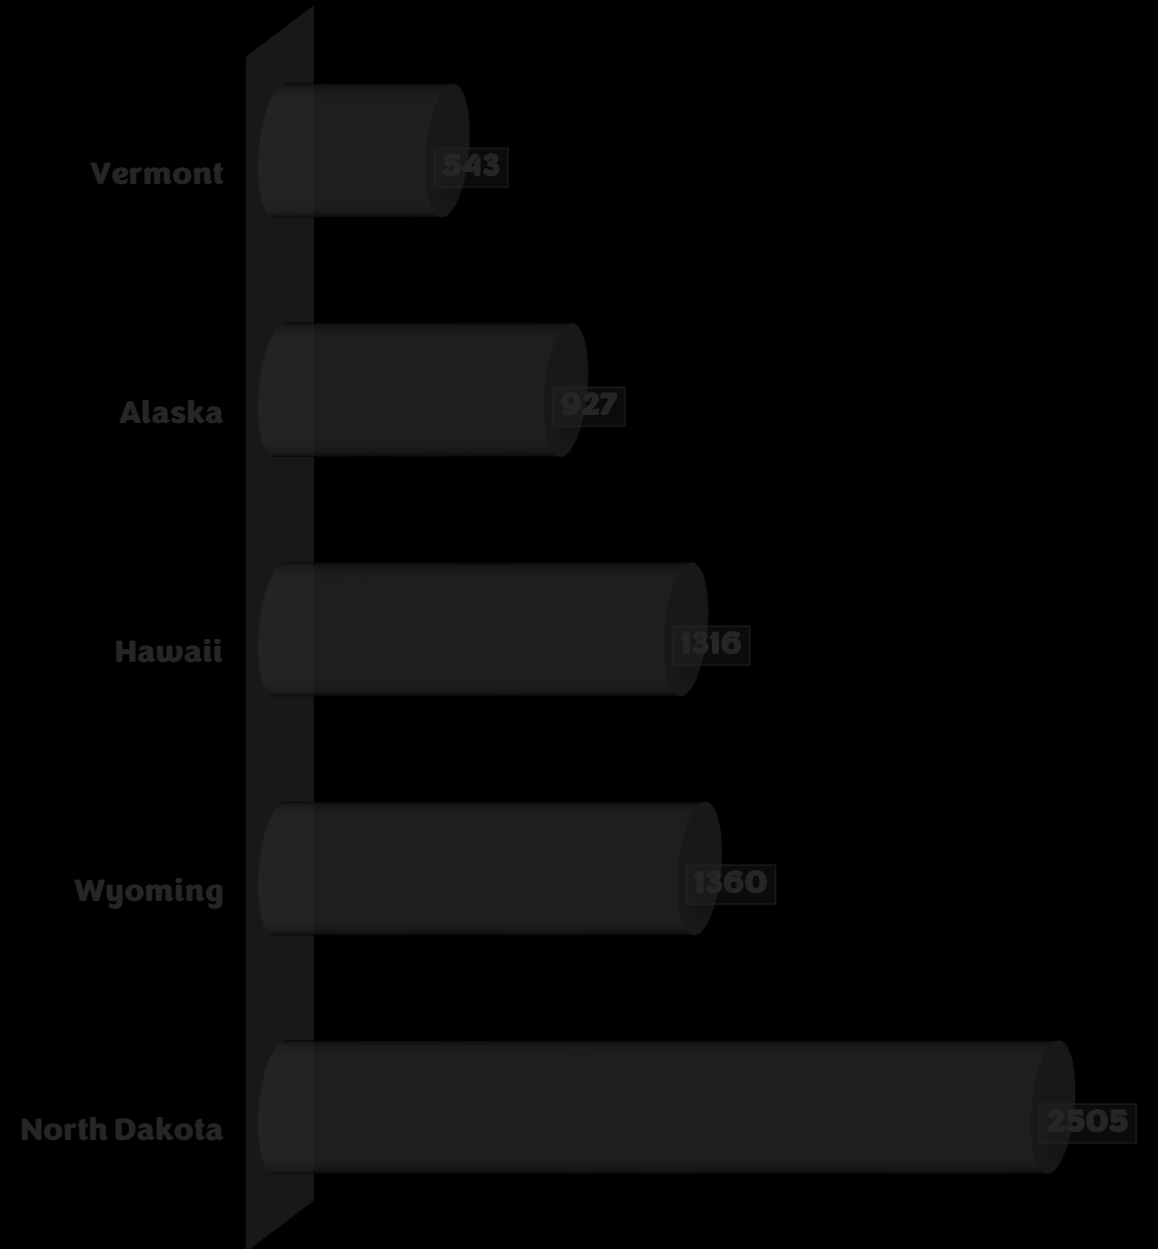 Vermont 543
Alaska 927
Hawaii 1316
Wyoming 1360
North Dakota 2505